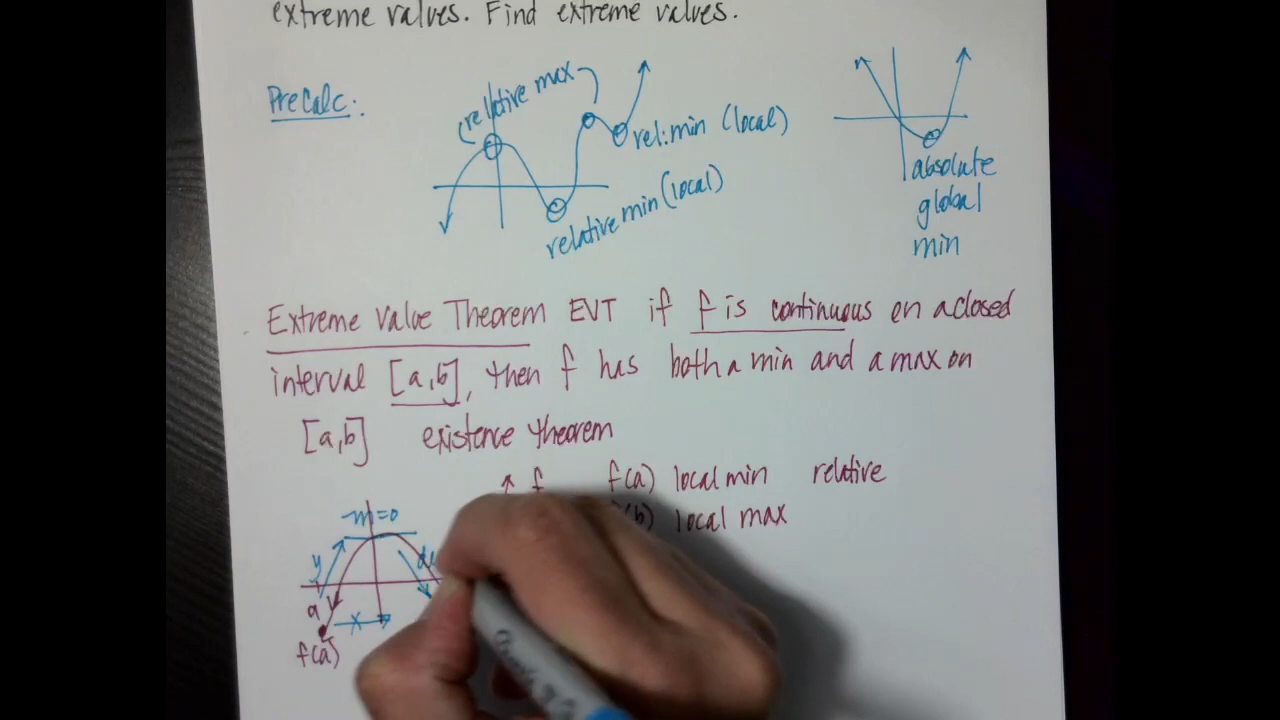 extreme values. Find extreme values.
PreCalc:
relative max
rel. min (local)
relative min (local)
absolute
global
min
Extreme Value Theorem EVT if f is continuous on a closed
interval [a,b], then f has both a min and a max on
[a,b] existence theorem
f f(a) local min relative
(b) local max
m=0
y
a
x
f(a)